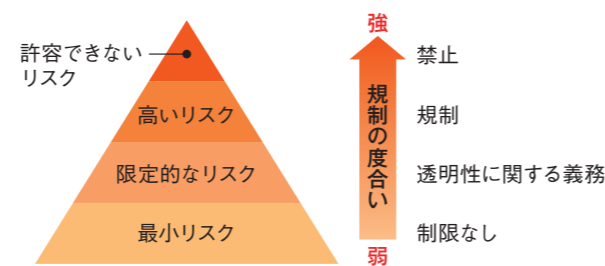 許容できない
リスク
高いリスク
限定的なリスク
最小リスク
強
規制の度合い
弱
禁止
規制
透明性に関する義務
制限なし